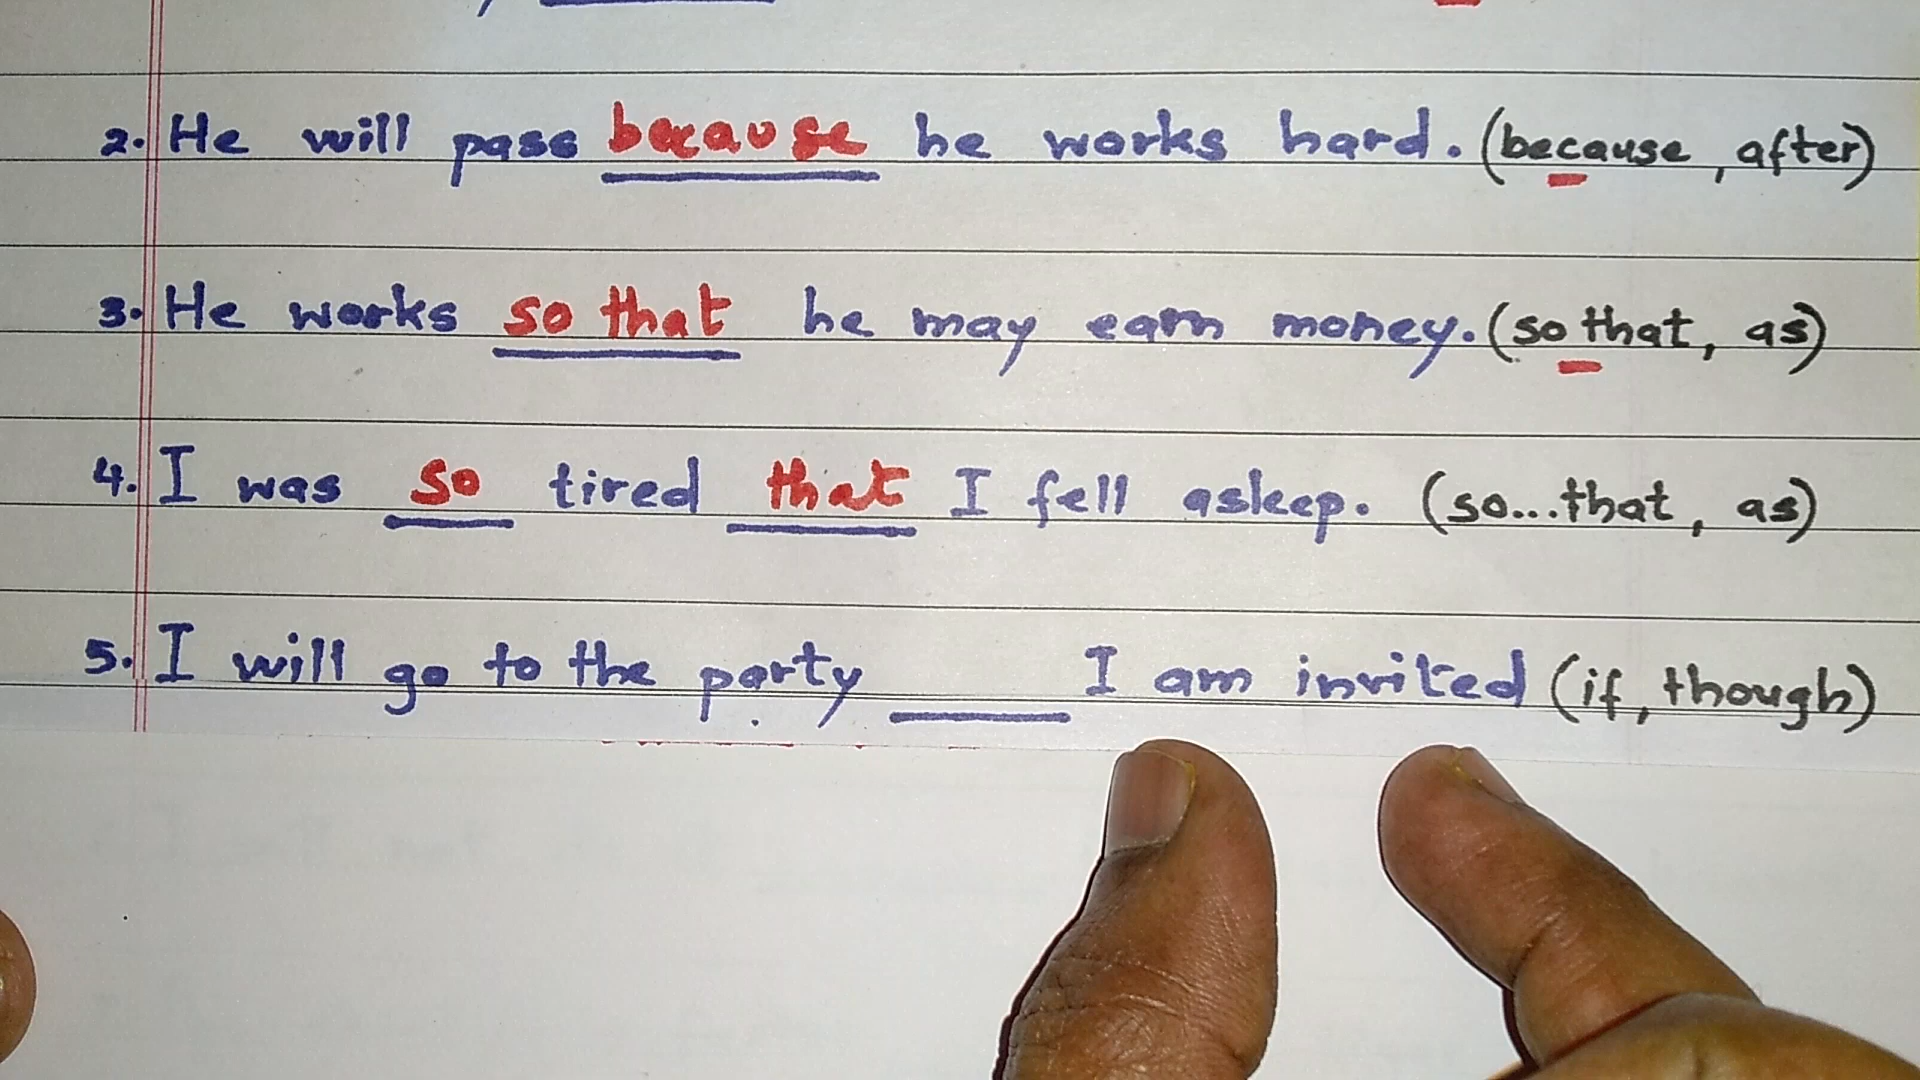 2. He will pass because he works hard. (because, after)
3. He works so that he may earn money. (so that, as)
4. I was so tired that I fell asleep. (so...that, as)
5. I will go to the party ____ I am invited (if, though)